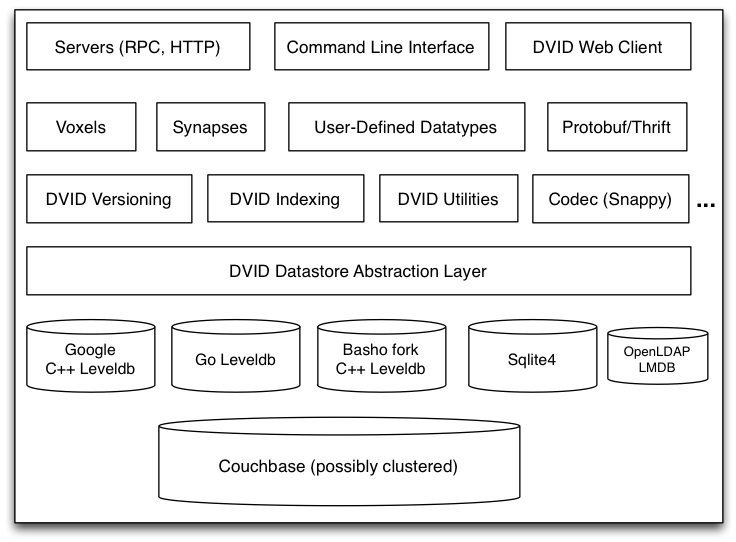 Servers (RPC, HTTP)
Command Line Interface
DVID Web Client
Voxels
Synapses
User-Defined Datatypes
Protobuf/Thrift
DVID Versioning
DVID Indexing
DVID Utilities
Codec (Snappy)
...
DVID Datastore Abstraction Layer
Google
C++ Leveldb
Go Leveldb
Basho fork
C++ Leveldb
Sqlite4
OpenLDAP
LMDB
Couchbase (possibly clustered)